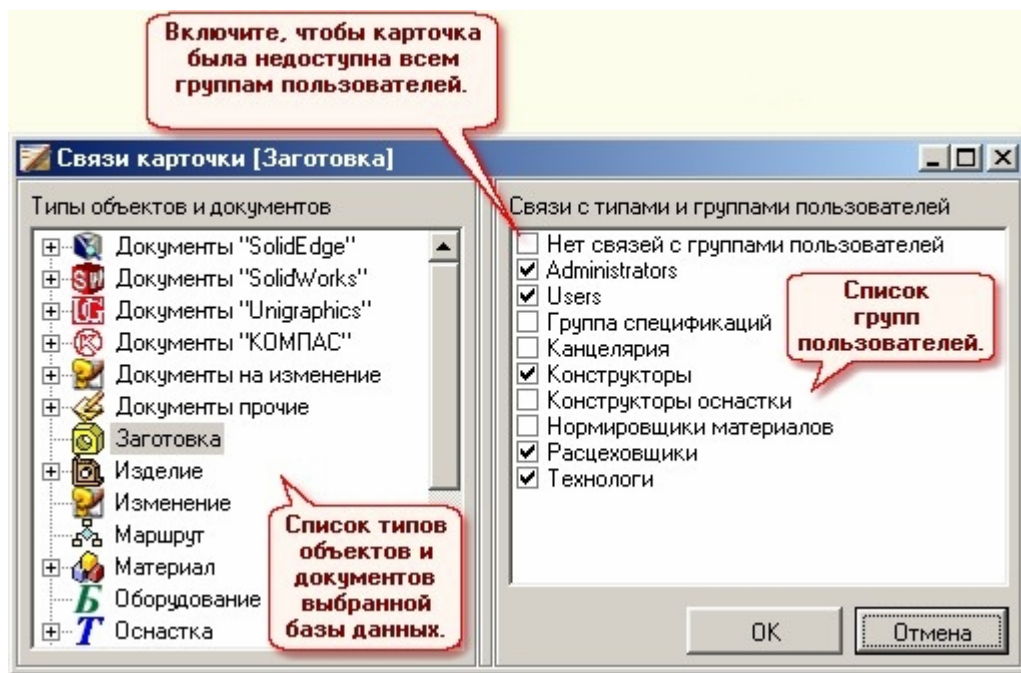 Включите, чтобы карточка
была недоступна всем
группам пользователей.
Связи карточки [Заготовка]
Типы объектов и документов
Документы "SolidEdge"
Документы "SolidWorks"
Документы "Unigraphics"
Документы "КОМПАС"
Документы на изменение
Документы прочие
Заготовка
Изделие
Изменение
Маршрут
Материал
Оборудование
Оснастка
Список типов
объектов и
документов
выбранной
базы данных.
Связи с типами и группами пользователей
Нет связей с группами пользователей
Administrators
Users
Группа спецификаций
Канцелярия
Конструкторы
Конструкторы оснастки
Нормировщики материалов
Расцеховщики
Технологи
Список
групп
пользователей.
OK
Отмена